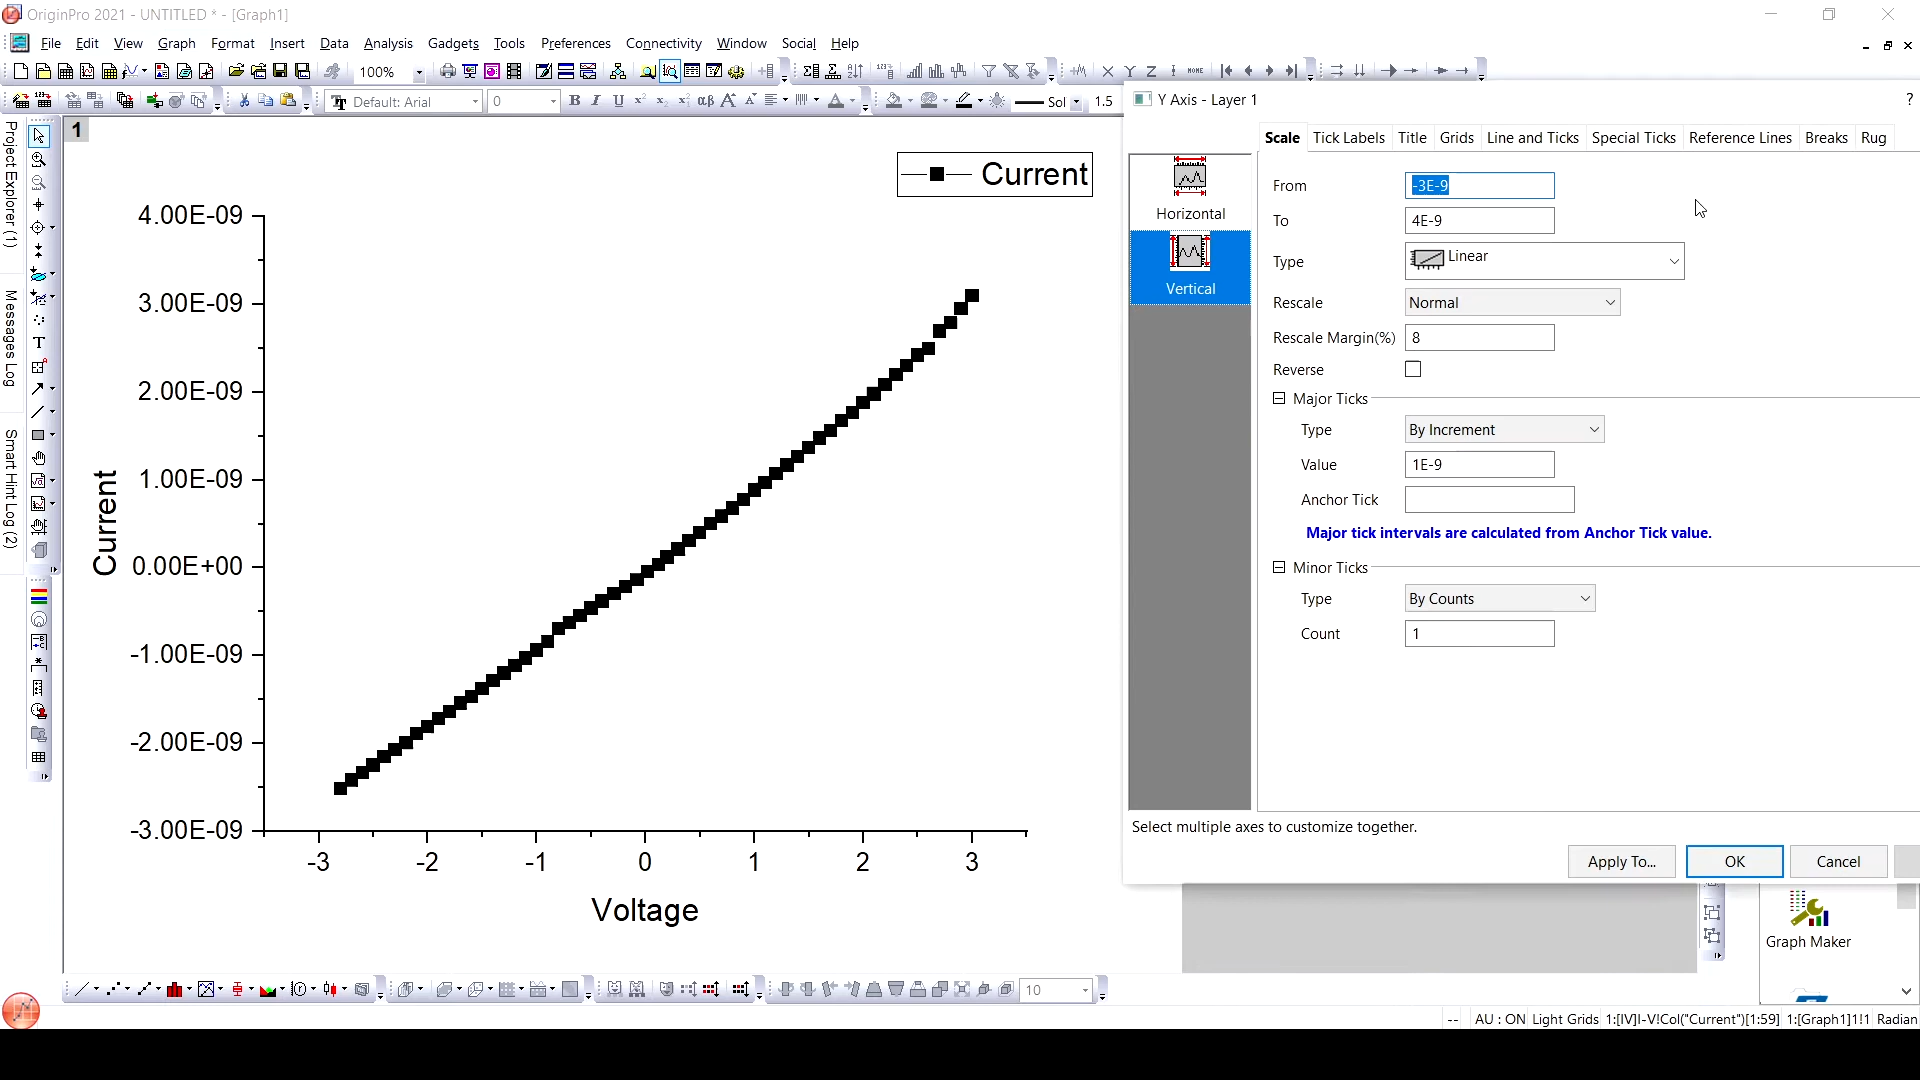 OriginPro 2021 - UNTITLED * - [Graph1]
File Edit View Graph Format Insert Data Analysis Gadgets Tools Preferences Connectivity Window Social Help
100%
Default: Arial 0 B I U Sol 1.5
Project Explorer (1)
Messages Log
Smart Hint Log (2)
1
Current
4.00E-09
3.00E-09
2.00E-09
1.00E-09
0.00E+00
-1.00E-09
-2.00E-09
-3.00E-09
Current
-3 -2 -1 0 1 2 3
Voltage
Y Axis - Layer 1 ?
Scale Tick Labels Title Grids Line and Ticks Special Ticks Reference Lines Breaks Rug
Horizontal
Vertical
From -3E-9
To 4E-9
Type Linear
Rescale Normal
Rescale Margin(%) 8
Reverse
Major Ticks
Type By Increment
Value 1E-9
Anchor Tick
Major tick intervals are calculated from Anchor Tick value.
Minor Ticks
Type By Counts
Count 1
Select multiple axes to customize together.
Apply To... OK Cancel
Graph Maker
10
-- AU : ON Light Grids 1:[IV]I-V!Col("Current")[1:59] 1:[Graph1]1!1 Radian